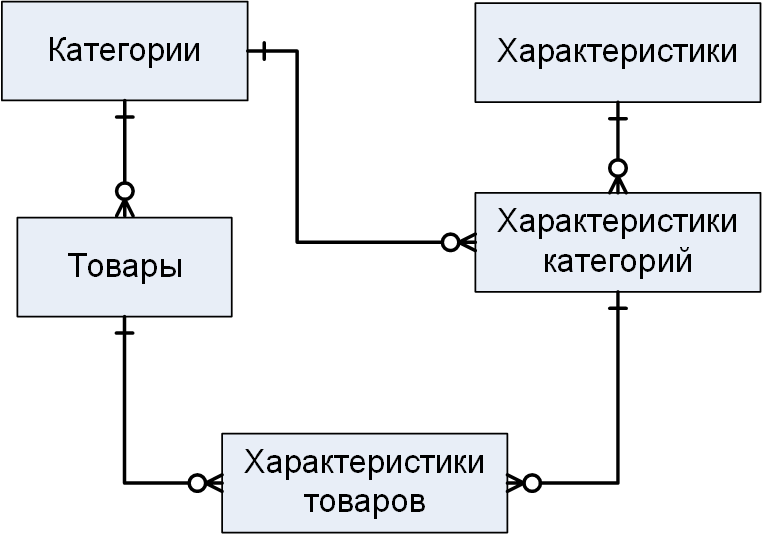 Категории
Характеристики
Товары
Характеристики
категорий
Характеристики
товаров